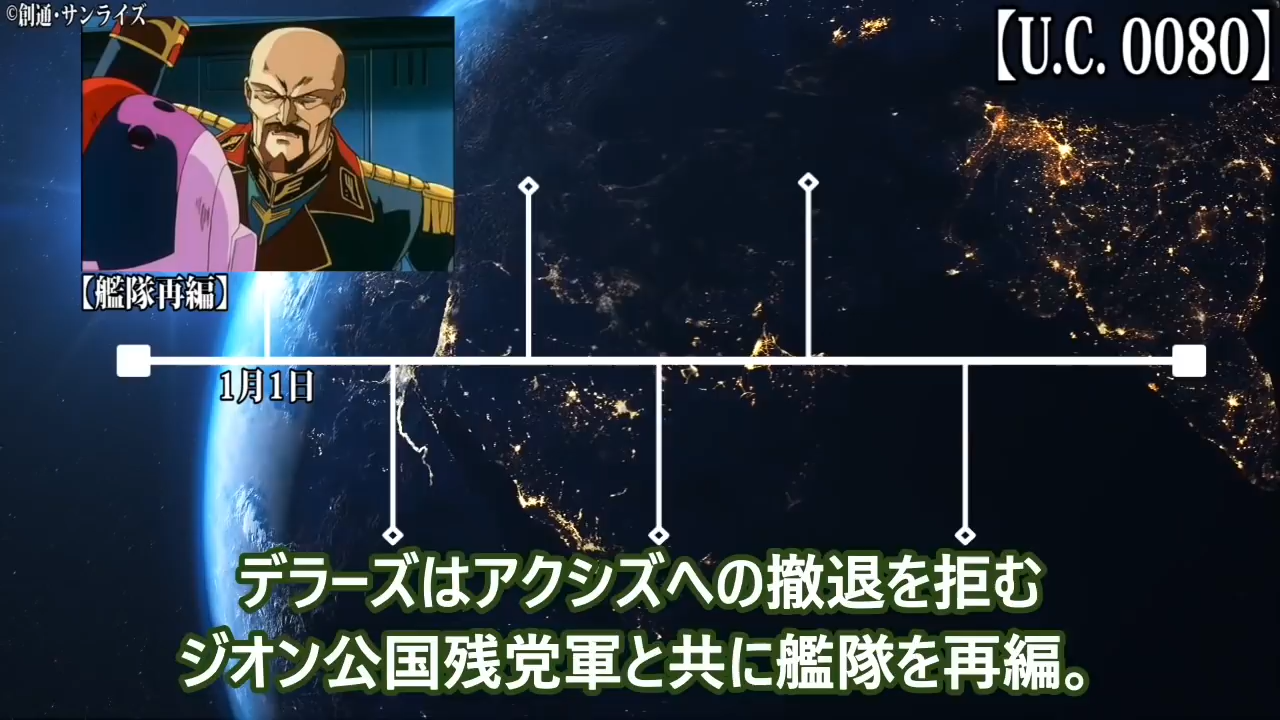 ©創通・サンライズ
【U.C. 0080】
【艦隊再編】
1月1日
デラーズはアクシズへの撤退を拒む
ジオン公国残党軍と共に艦隊を再編。